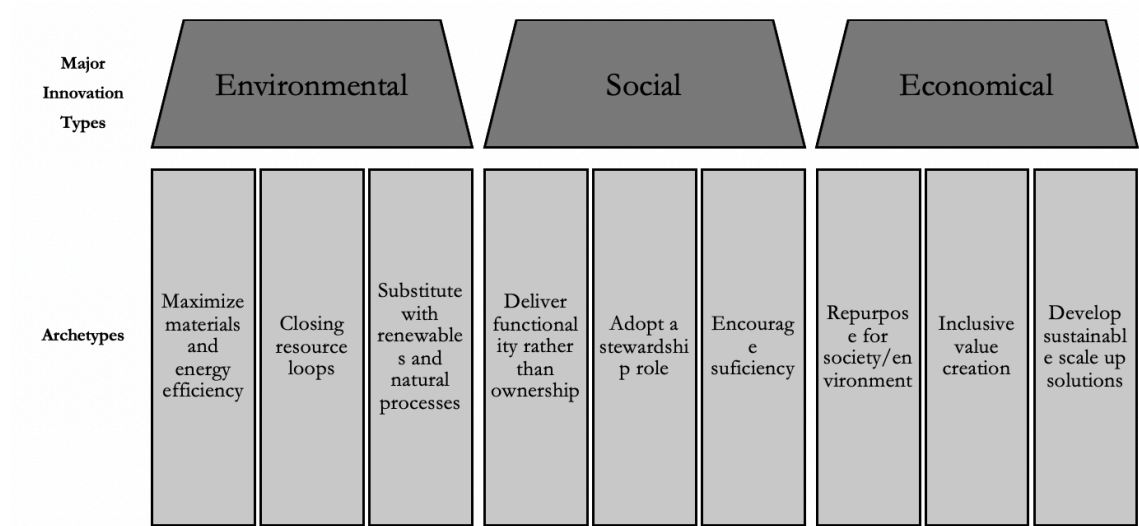 Major
Innovation
Types
Environmental
Social
Economical
Archetypes
Maximize
materials
and
energy
efficiency
Closing
resource
loops
Substitute
with
renewable
s and
natural
processes
Deliver
functional
ity rather
than
ownership
Adopt a
stewardshi
p role
Encourag
e
suficiency
Repurpos
e for
society/en
vironment
Inclusive
value
creation
Develop
sustainabl
e scale up
solutions